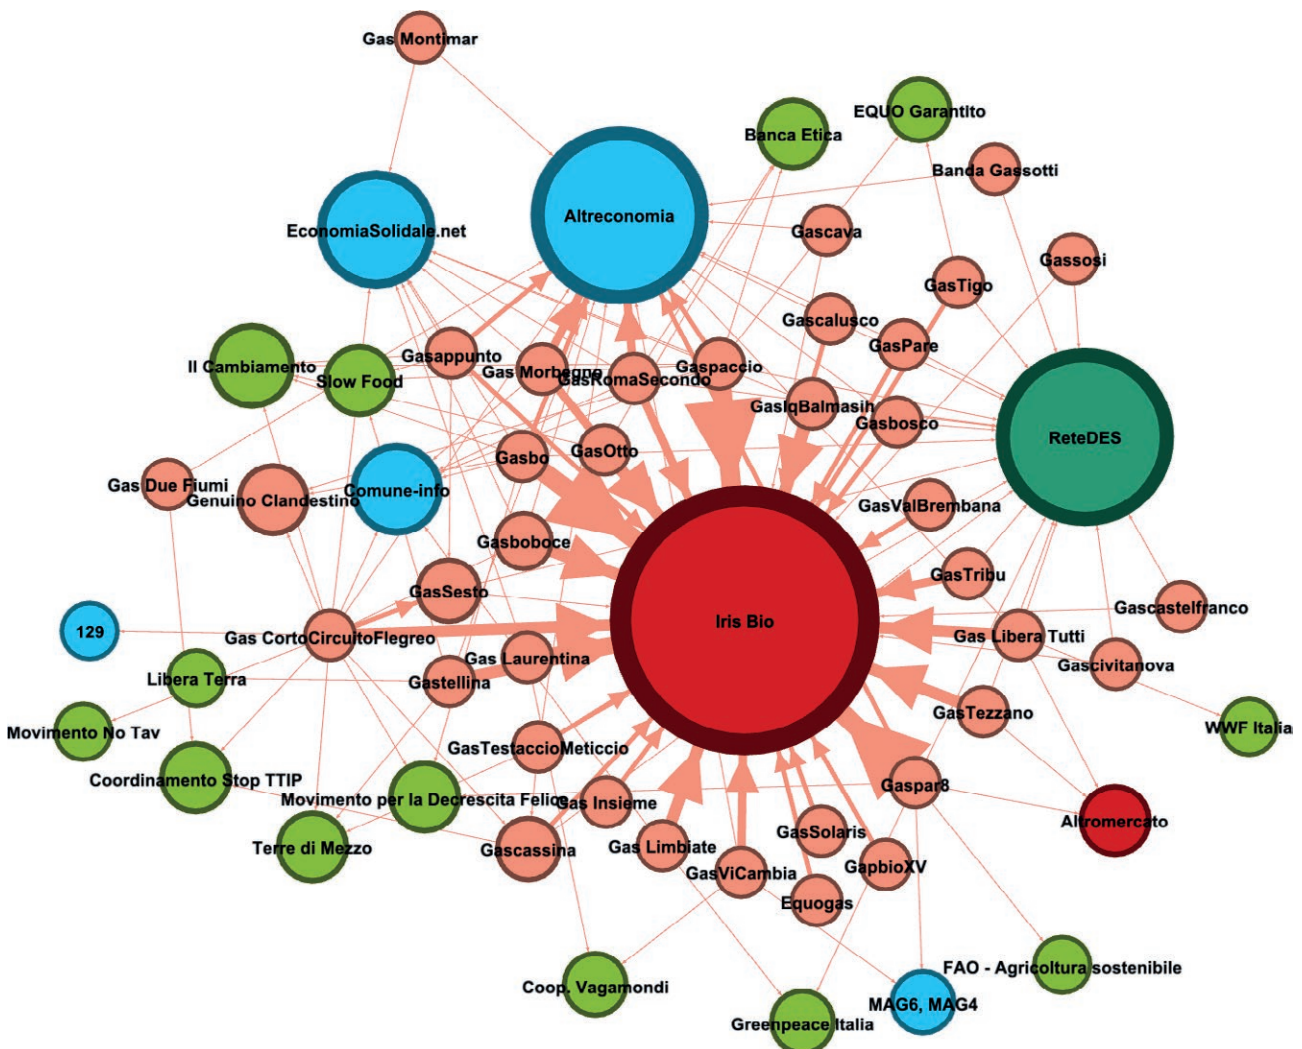 Gas Montimar
EQUO Garantito
Banca Etica
Banda Gassotti
Altreconomia
EconomiaSolidale.net
Gascava
Gassosi
GasTigo
Gascalusco
GasPare
Gasappunto
Il Cambiamento
Gas Morbegno
Gaspaccio
Slow Food
GasRomaSecondo
GasIqBalmasih
Gasbosco
ReteDES
Gasbo
GasOtto
Gas Due Fiumi
Comune-info
Genuino Clandestino
GasValBrembana
Gasboboce
GasTribu
GasSesto
Gascastelfranco
Iris Bio
129
Gas CortoCircuitoFlegreo
Gas Libera Tutti
Gas Laurentina
Gascivitanova
Libera Terra
Gastellina
GasTezzano
WWF Italia
Movimento No Tav
GasTestaccioMeticcio
Coordinamento Stop TTIP
Gaspar8
Movimento per la Decrescita Felice
Gas Insieme
Altromercato
GasSolaris
Terre di Mezzo
Gascassina
Gas Limbiate
GapbioXV
GasViCambia
Equogas
FAO - Agricoltura sostenibile
Coop. Vagamondi
MAG6, MAG4
Greenpeace Italia